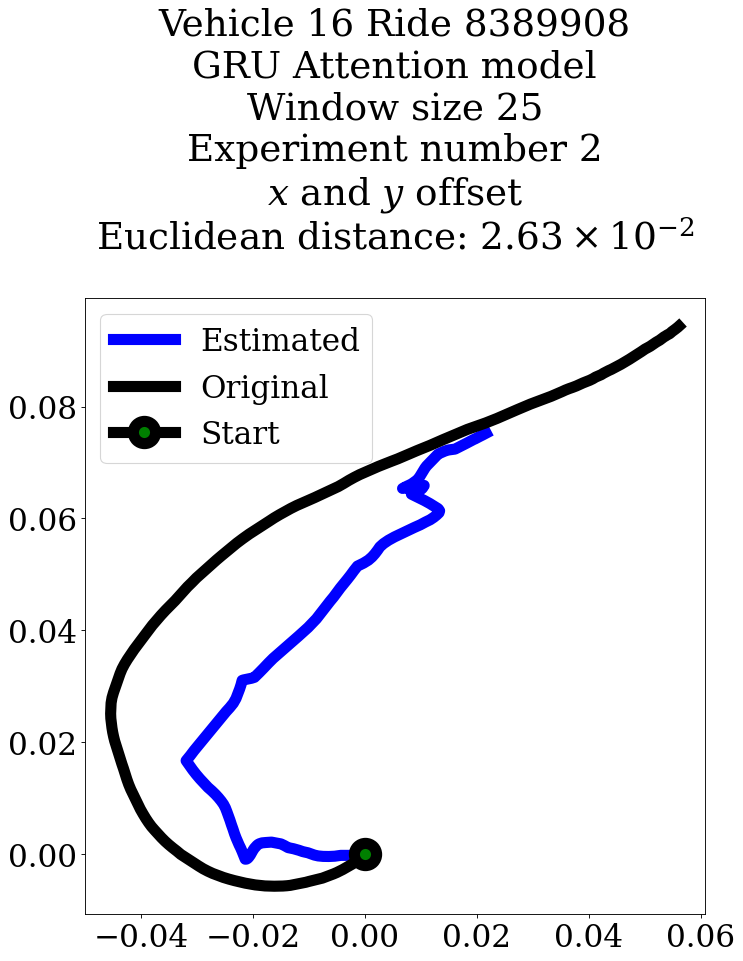 Vehicle 16 Ride 8389908
GRU Attention model
Window size 25
Experiment number 2
x and y offset
Euclidean distance: 2.63 × 10⁻²
Estimated
Original
Start
0.08
0.06
0.04
0.02
0.00
−0.04 −0.02 0.00 0.02 0.04 0.06